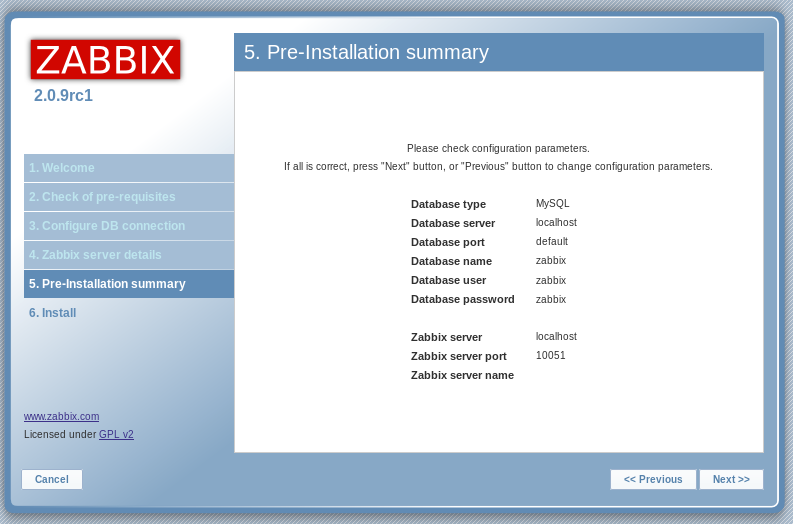 ZABBIX
2.0.9rc1
1. Welcome
2. Check of pre-requisites
3. Configure DB connection
4. Zabbix server details
5. Pre-Installation summary
6. Install
www.zabbix.com
Licensed under GPL v2
5. Pre-Installation summary
Please check configuration parameters.
If all is correct, press "Next" button, or "Previous" button to change configuration parameters.
Database type MySQL
Database server localhost
Database port default
Database name zabbix
Database user zabbix
Database password zabbix
Zabbix server localhost
Zabbix server port 10051
Zabbix server name
Cancel
<< Previous
Next >>